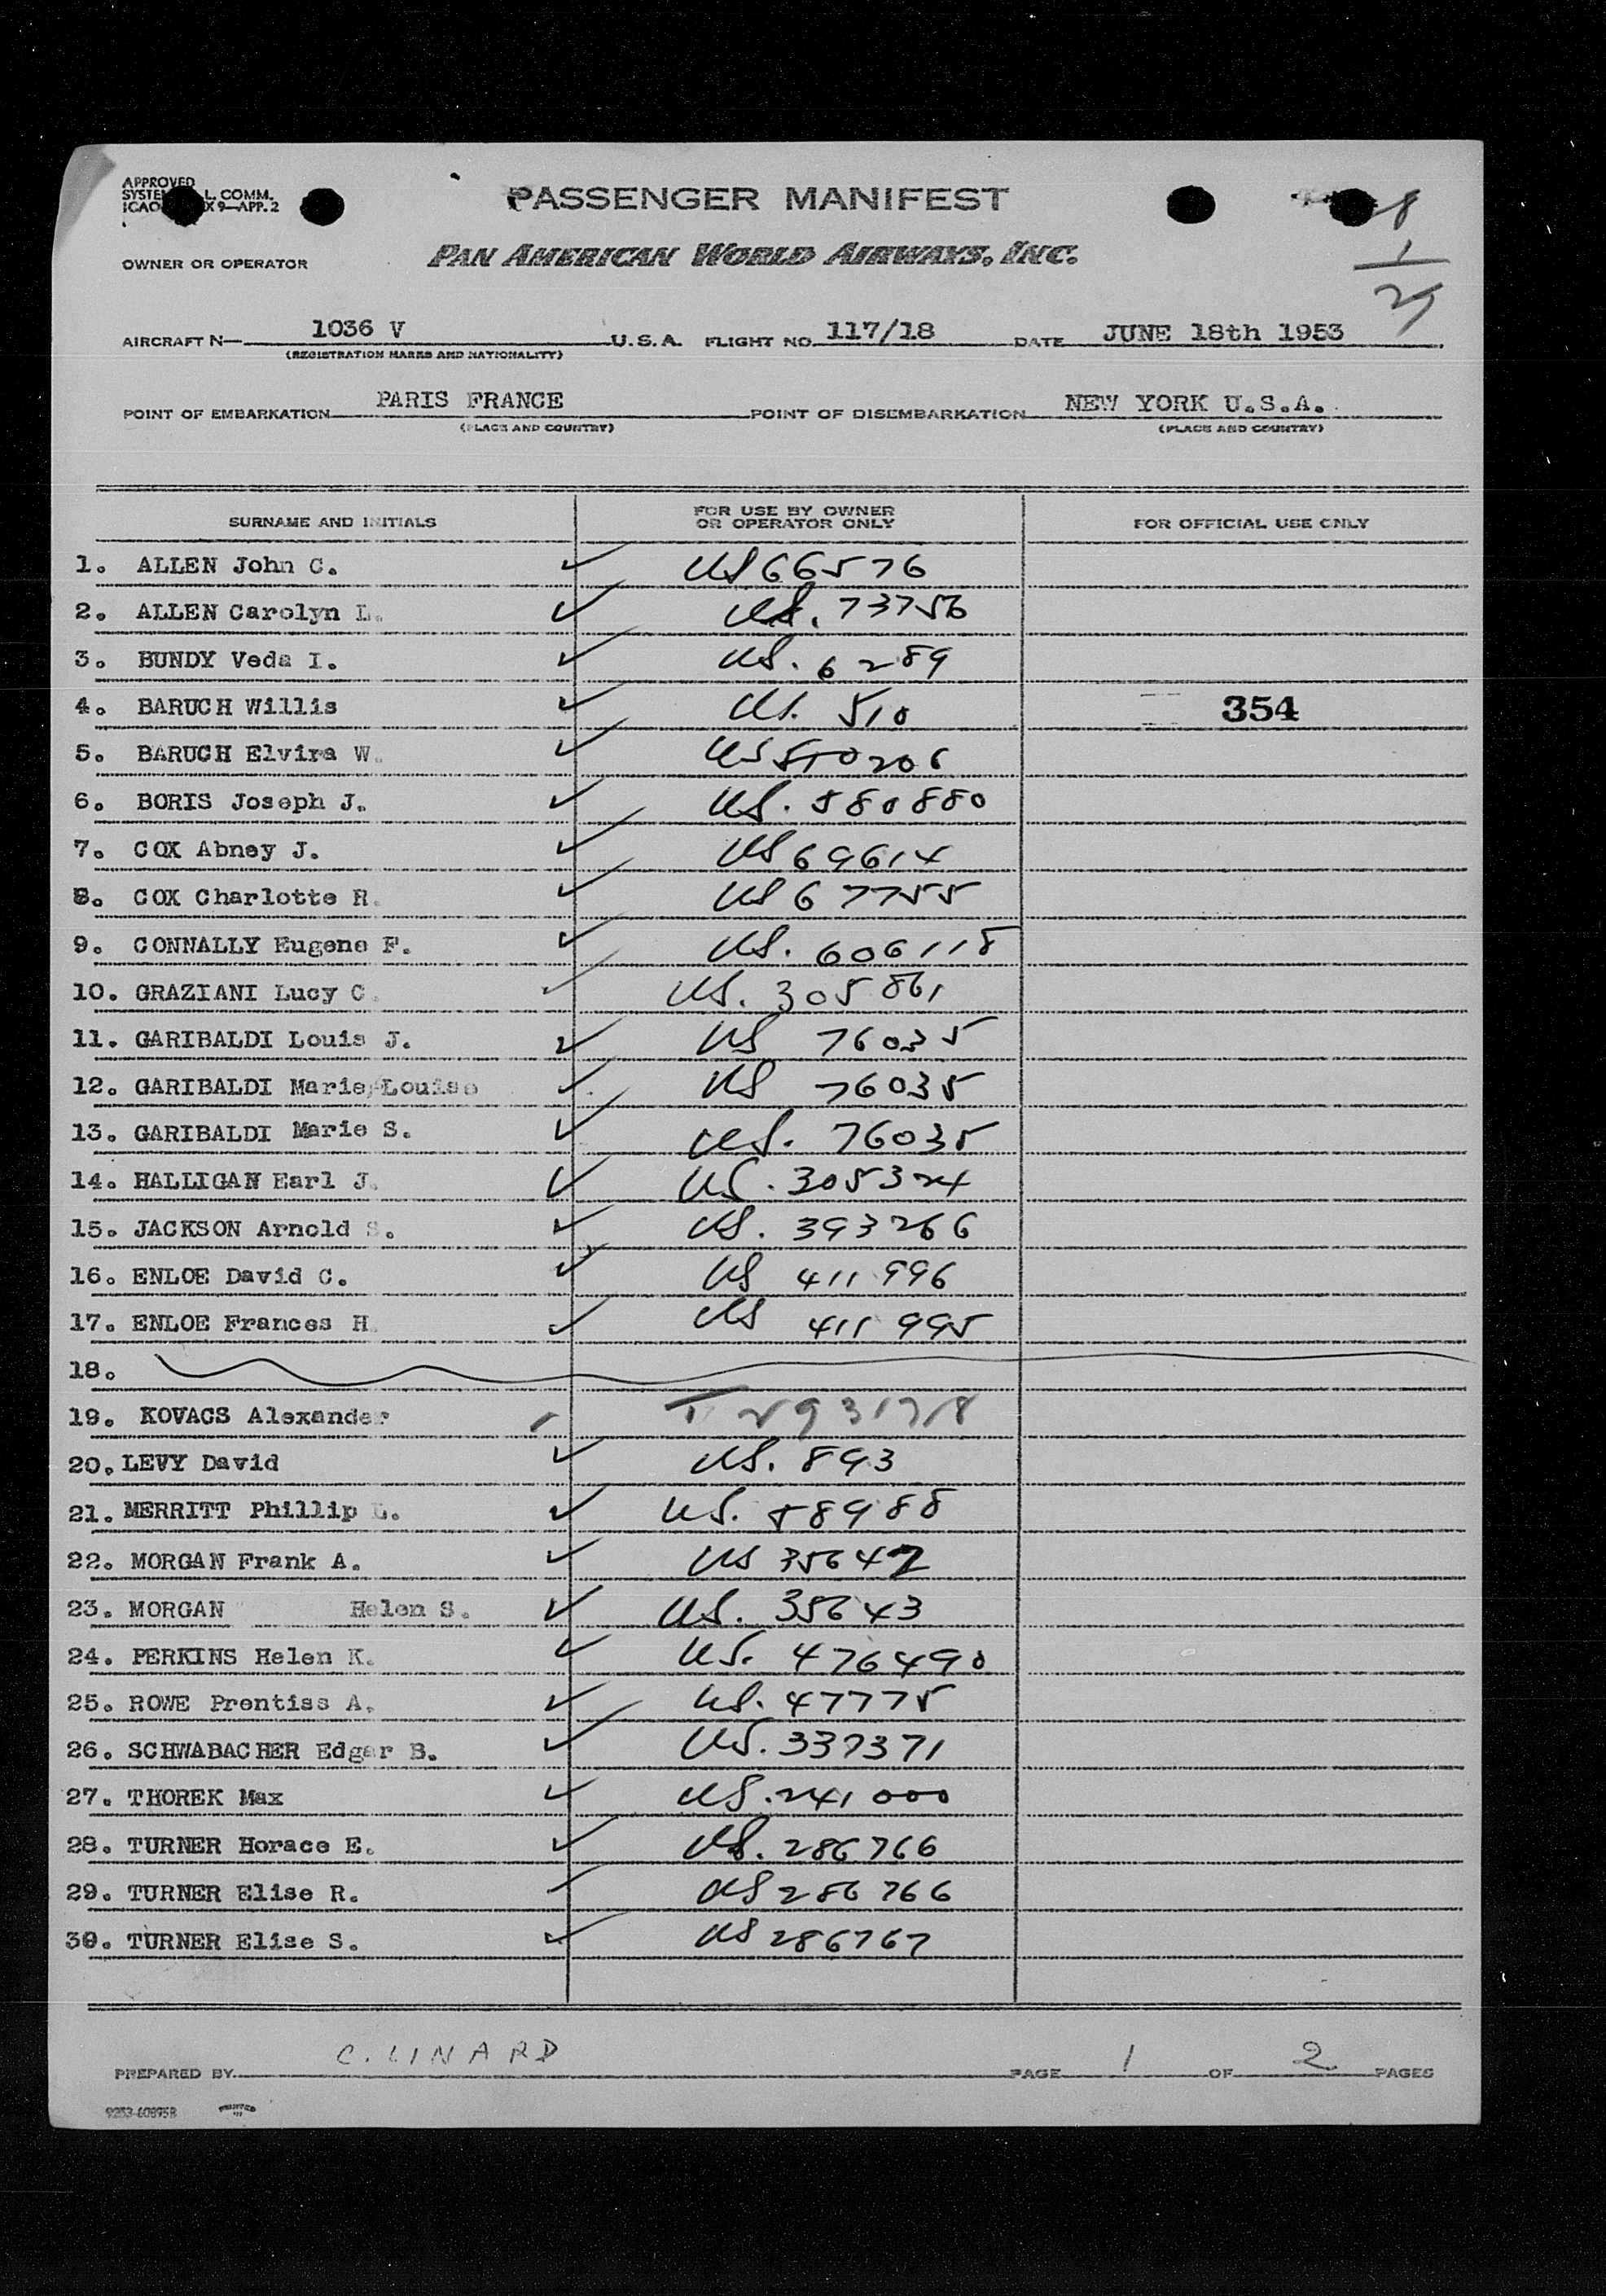 APPROVED
PASSENGER MANIFEST
OWNER OR OPERATOR PAN AMERICAN WORLD AIRWAYS, INC.
AIRCRAFT N— 1036 V U.S.A. FLIGHT NO. 117/18 DATE JUNE 18th 1953
(REGISTRATION MARKS AND NATIONALITY)
POINT OF EMBARKATION PARIS FRANCE POINT OF DISEMBARKATION NEW YORK U.S.A.
(PLACE AND COUNTRY) (PLACE AND COUNTRY)
SURNAME AND INITIALS FOR USE BY OWNER OR OPERATOR ONLY FOR OFFICIAL USE ONLY
1. ALLEN John C. US 66576
2. ALLEN Carolyn L. US. 73756
3. BUNDY Veda I. US. 6289
4. BARUCH Willis US. 510 354
5. BARUCH Elvira W. US 510206
6. BORIS Joseph J. US. 580880
7. COX Abney J. US 69614
8. COX Charlotte R. US 67755
9. CONNALLY Eugene F. US. 606118
10. GRAZIANI Lucy C. US. 305861
11. GARIBALDI Louis J. US 76035
12. GARIBALDI Marie Louise US 76035
13. GARIBALDI Marie S. US. 76035
14. HALLIGAN Earl J. US. 305324
15. JACKSON Arnold S. US. 393266
16. ENLOE David C. US 411996
17. ENLOE Frances H. US 411995
18.
19. KOVACS Alexander
20. LEVY David US. 893
21. MERRITT Phillip L. US. 58988
22. MORGAN Frank A. US 35642
23. MORGAN Helen S. US. 35643
24. PERKINS Helen K. US. 476490
25. ROWE Prentiss A. US. 47775
26. SCHWABACHER Edgar B. US. 337371
27. THOREK Max US. 241000
28. TURNER Horace E. US. 286766
29. TURNER Elise R. US 286766
30. TURNER Elise S. US 286767
PREPARED BY C. LINARD PAGE 1 OF 2 PAGES